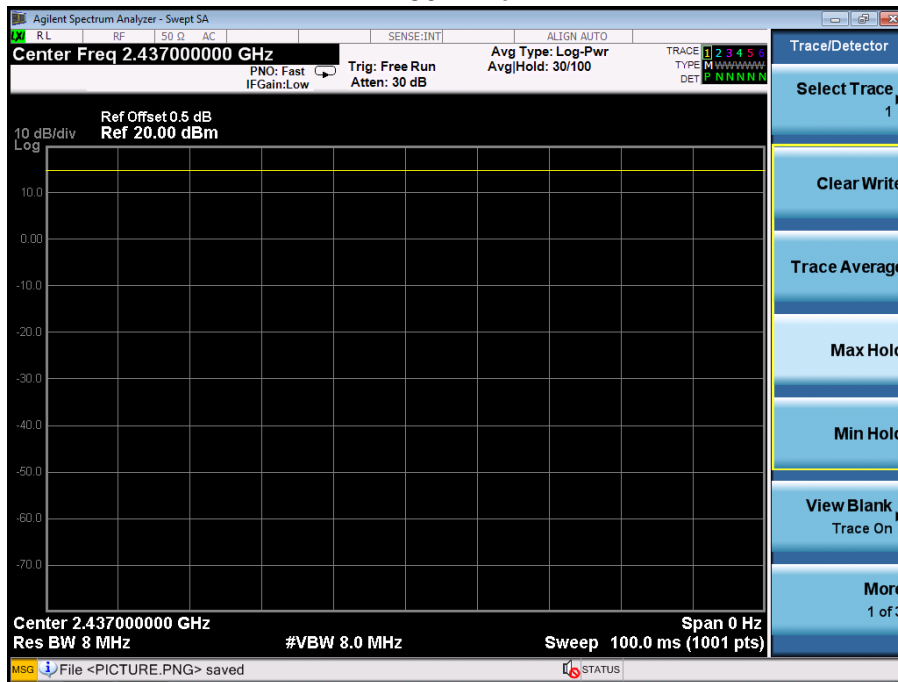 Agilent Spectrum Analyzer - Swept SA
LXI RL RF 50 Ω AC SENSE:INT ALIGN AUTO
Center Freq 2.437000000 GHz
PNO: Fast
IFGain:Low
Trig: Free Run
Atten: 30 dB
Avg Type: Log-Pwr
Avg|Hold: 30/100
TRACE 1 2 3 4 5 6
TYPE M WWWWW
DET P N N N N N
Ref Offset 0.5 dB
10 dB/div Ref 20.00 dBm
Log
10.0
0.00
-10.0
-20.0
-30.0
-40.0
-50.0
-60.0
-70.0
Center 2.437000000 GHz Span 0 Hz
Res BW 8 MHz #VBW 8.0 MHz Sweep 100.0 ms (1001 pts)
MSG File <PICTURE.PNG> saved STATUS
Trace/Detector
Select Trace
1
Clear Write
Trace Average
Max Hold
Min Hold
View Blank
Trace On
More
1 of 3